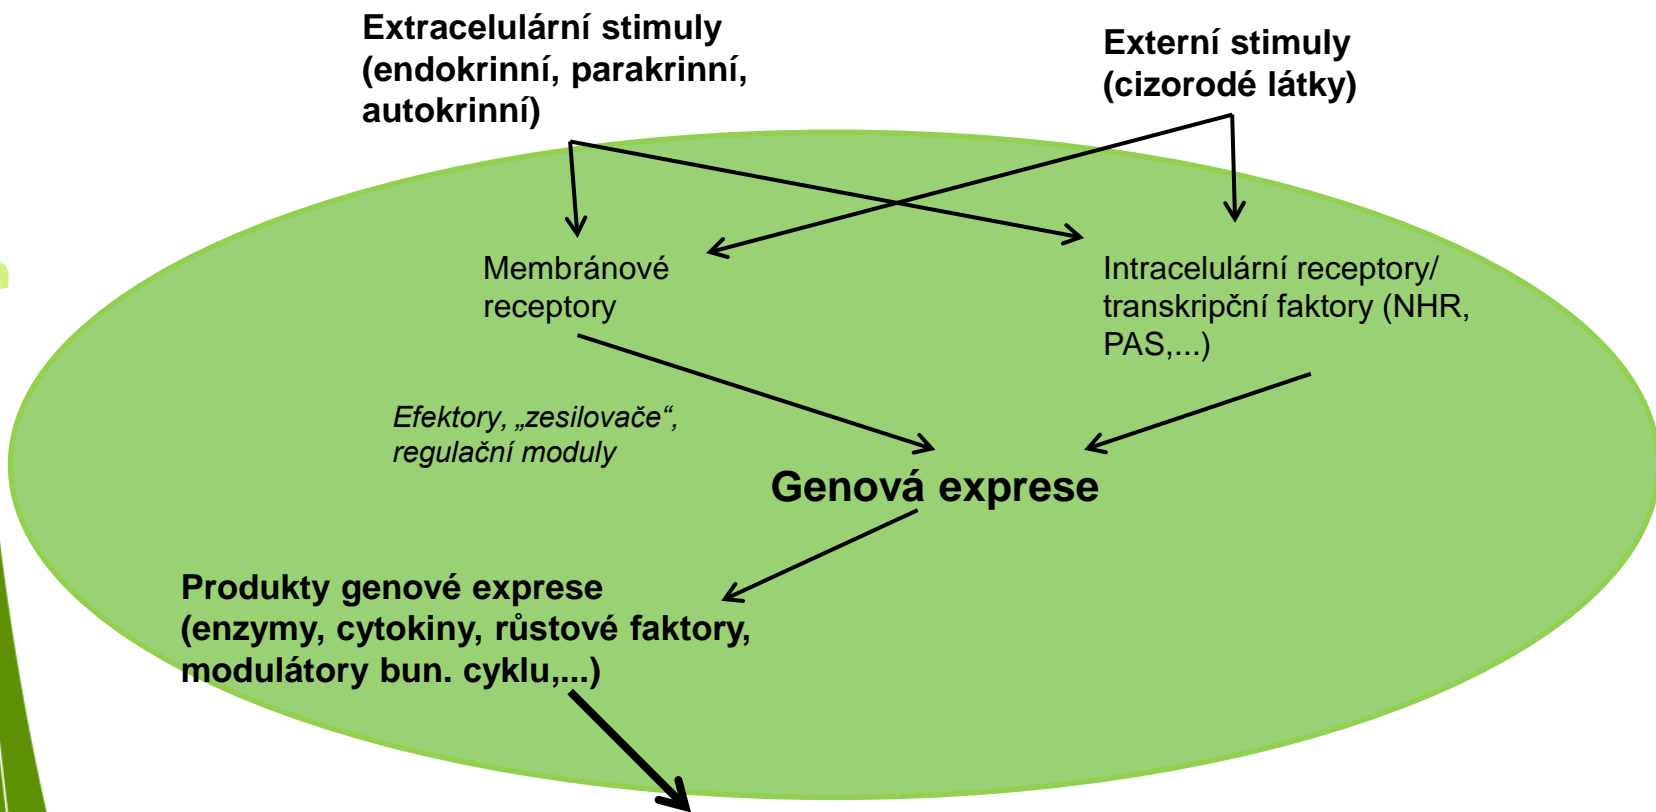 Extracelulární stimuly
(endokrinní, parakrinní,
autokrinní)
Externí stimuly
(cizorodé látky)
Membránové
receptory
Intracelulární receptory/
transkripční faktory (NHR,
PAS,...)
Efektory, „zesilovače“,
regulační moduly
Genová exprese
Produkty genové exprese
(enzymy, cytokiny, růstové faktory,
modulátory bun. cyklu,...)